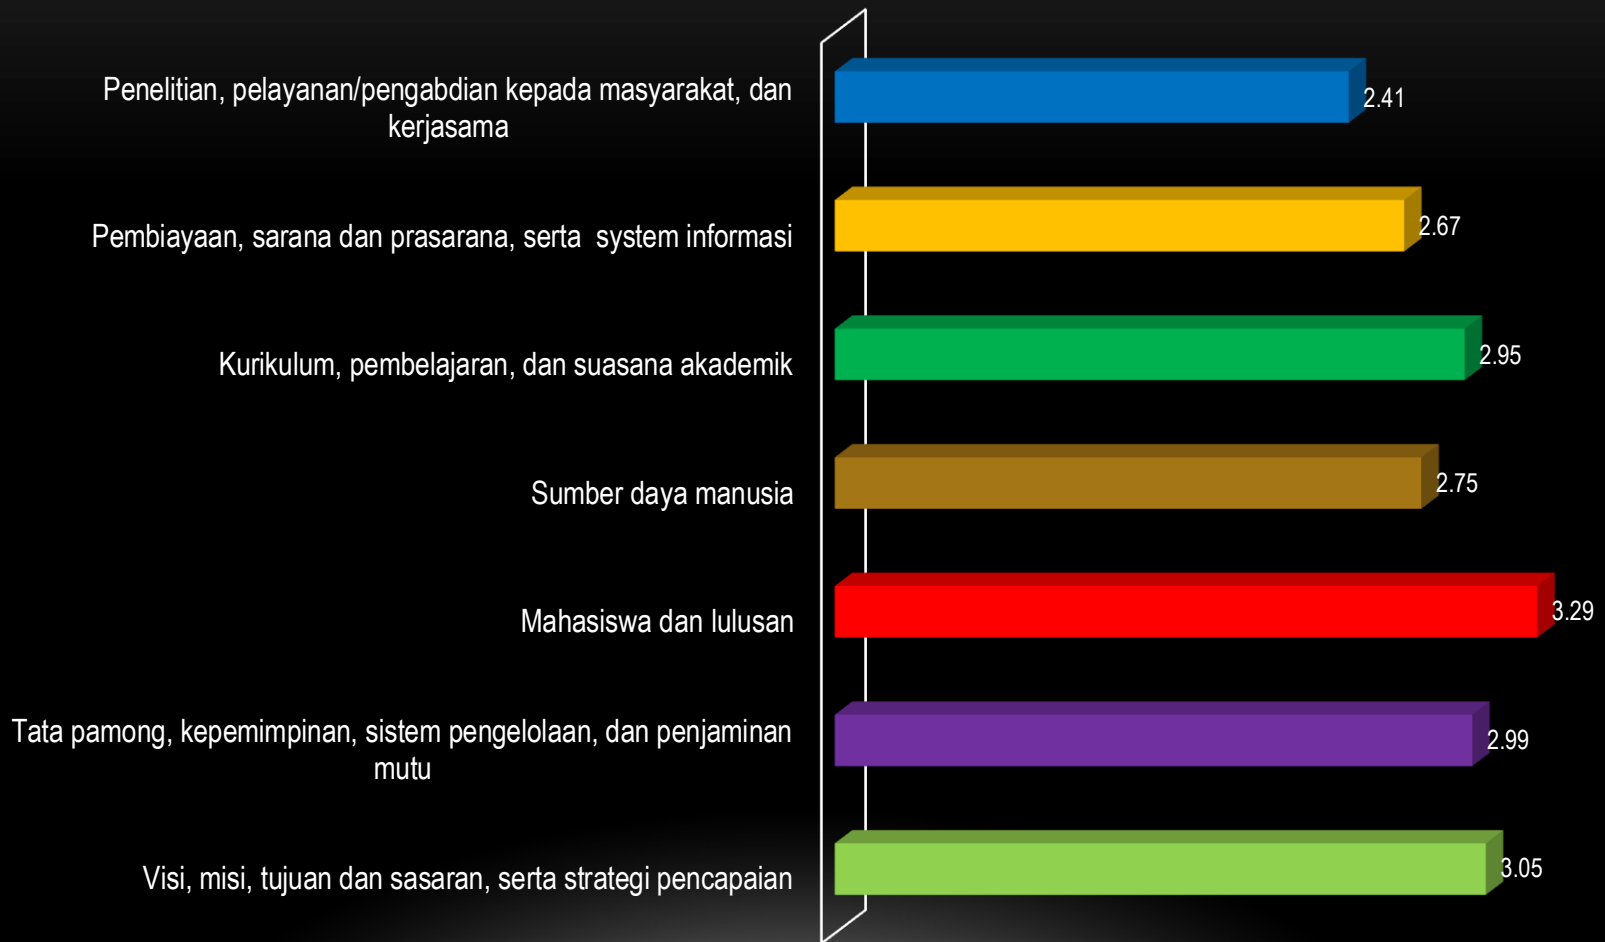 Penelitian, pelayanan/pengabdian kepada masyarakat, dan
kerjasama
2.41
Pembiayaan, sarana dan prasarana, serta  system informasi
2.67
Kurikulum, pembelajaran, dan suasana akademik
2.95
Sumber daya manusia
2.75
Mahasiswa dan lulusan
3.29
Tata pamong, kepemimpinan, sistem pengelolaan, dan penjaminan
mutu
2.99
Visi, misi, tujuan dan sasaran, serta strategi pencapaian
3.05